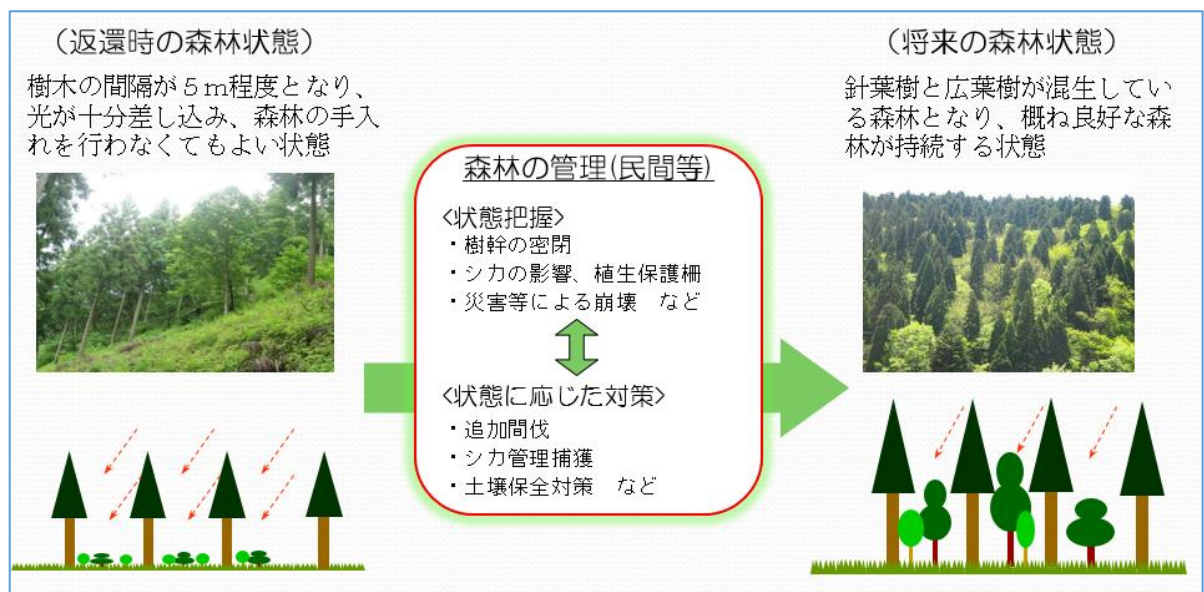 （返還時の森林状態）
樹木の間隔が５ｍ程度となり、
光が十分差し込み、森林の手入
れを行わなくてもよい状態
森林の管理(民間等)
<状態把握>
・樹幹の密閉
・シカの影響、植生保護柵
・災害等による崩壊　など
<状態に応じた対策>
・追加間伐
・シカ管理捕獲
・土壌保全対策　など
（将来の森林状態）
針葉樹と広葉樹が混生してい
る森林となり、概ね良好な森
林が持続する状態